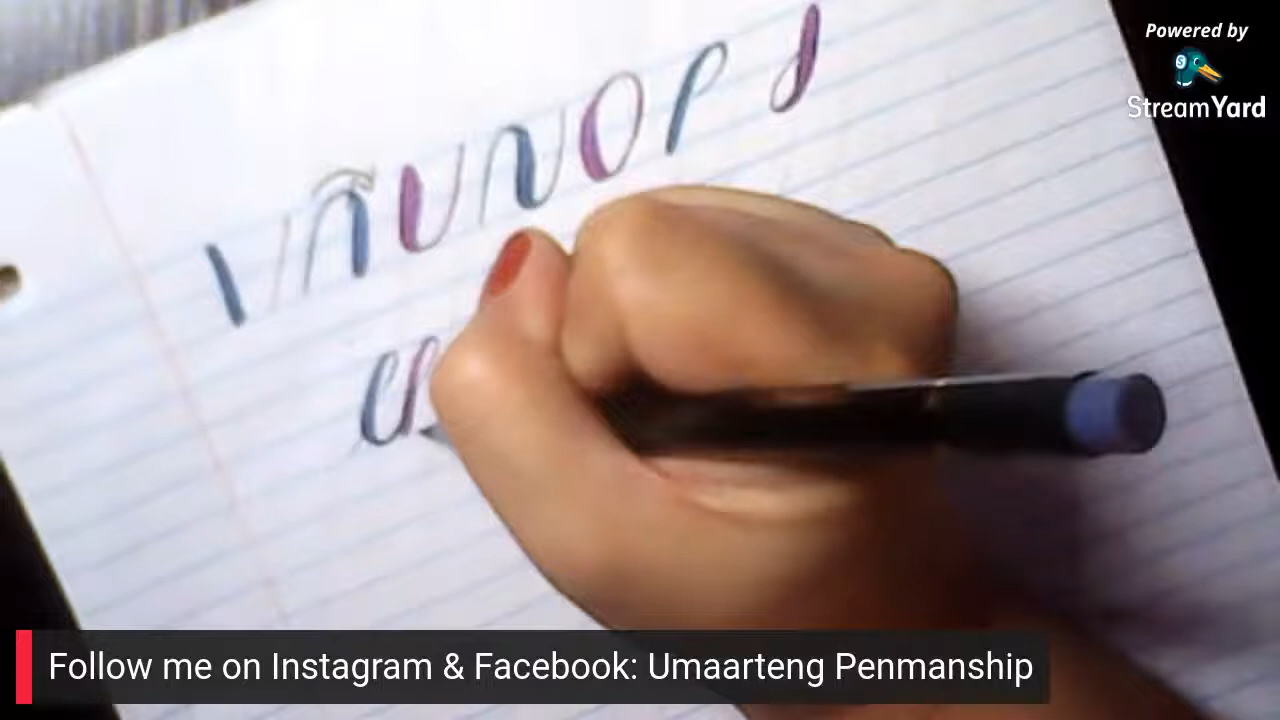 Powered by
StreamYard
a
Follow me on Instagram & Facebook: Umaarteng Penmanship